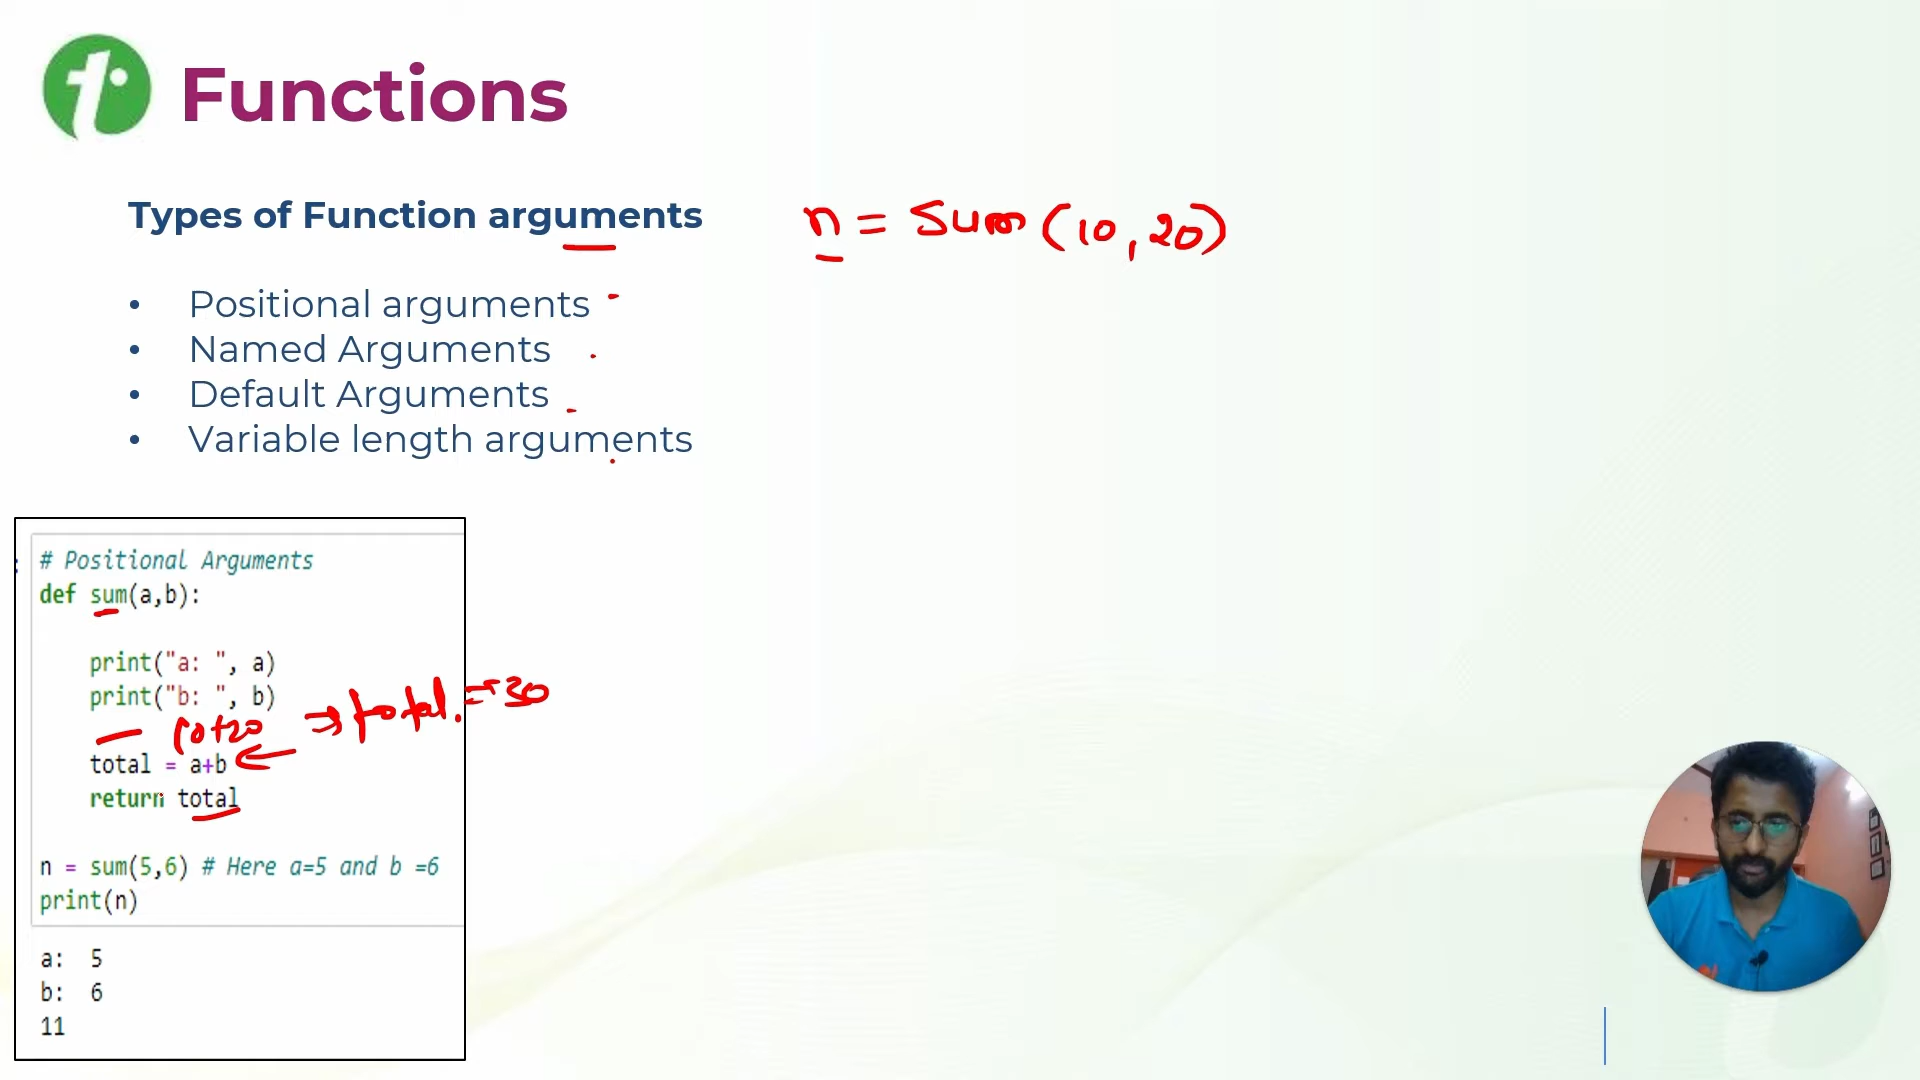 Functions
Types of Function arguments
n = Sum (10, 20)
• Positional arguments
• Named Arguments
• Default Arguments
• Variable length arguments
# Positional Arguments
def sum(a,b):
print("a: ", a)
print("b: ", b)
10+20 ⇒ total = 30
total = a+b
return total
n = sum(5,6) # Here a=5 and b =6
print(n)
a: 5
b: 6
11